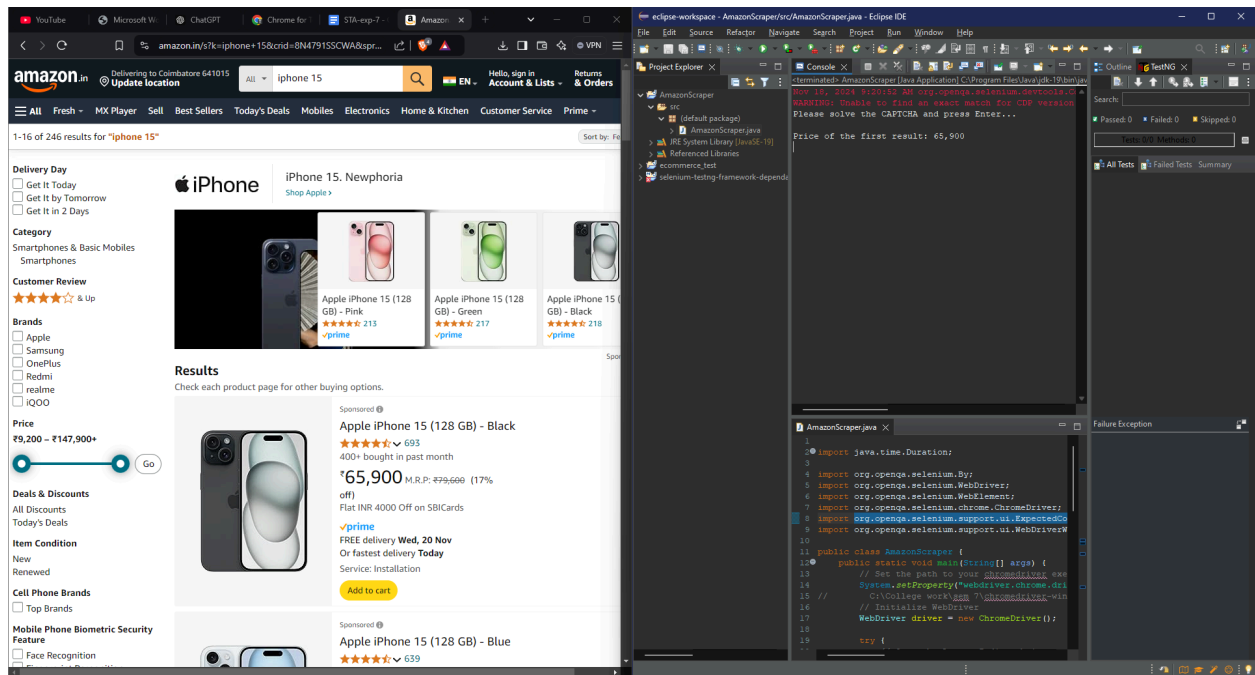 YouTube
Microsoft Wi
ChatGPT
Chrome for
STA-exp-7 -
Amazon
amazon.in/s?k=iphone+15&crid=8N4791SSCWA&spr...
VPN
amazon.in
Delivering to Coimbatore 641015
Update location
All
iphone 15
EN
Hello, sign in
Account & Lists
Returns
& Orders
All Fresh MX Player Sell Best Sellers Today's Deals Mobiles Electronics Home & Kitchen Customer Service Prime
1-16 of 246 results for "iphone 15"
Sort by: Fe
Delivery Day
Get It Today
Get It by Tomorrow
Get It in 2 Days
Category
Smartphones & Basic Mobiles
Smartphones
Customer Review
& Up
Brands
Apple
Samsung
OnePlus
Redmi
realme
iQOO
Price
₹9,200 – ₹147,900+
Go
Deals & Discounts
All Discounts
Today's Deals
Item Condition
New
Renewed
Cell Phone Brands
Top Brands
Mobile Phone Biometric Security
Feature
Face Recognition
iPhone
iPhone 15. Newphoria
Shop Apple ›
Apple iPhone 15 (128
GB) - Pink
213
prime
Apple iPhone 15 (128
GB) - Green
217
prime
Apple iPhone 15 (
GB) - Black
218
prime
Spor
Results
Check each product page for other buying options.
Sponsored
Apple iPhone 15 (128 GB) - Black
693
400+ bought in past month
₹65,900 M.R.P: ₹79,600 (17%
off)
Flat INR 4000 Off on SBICards
prime
FREE delivery Wed, 20 Nov
Or fastest delivery Today
Service: Installation
Add to cart
Sponsored
Apple iPhone 15 (128 GB) - Blue
639
eclipse-workspace - AmazonScraper/src/AmazonScraper.java - Eclipse IDE
File Edit Source Refactor Navigate Search Project Run Window Help
Project Explorer
AmazonScraper
src
(default package)
AmazonScraper.java
JRE System Library [JavaSE-19]
Referenced Libraries
ecommerce_test
selenium-testng-framework-depend
Console
<terminated> AmazonScraper [Java Application] C:\Program Files\Java\jdk-19\bin\jav
Nov 18, 2024 9:20:52 AM org.openqa.selenium.devtools.C
WARNING: Unable to find an exact match for CDP version
Please solve the CAPTCHA and press Enter...
Price of the first result: 65,900
AmazonScraper.java
1
2 import java.time.Duration;
3
4 import org.openqa.selenium.By;
5 import org.openqa.selenium.WebDriver;
6 import org.openqa.selenium.WebElement;
7 import org.openqa.selenium.chrome.ChromeDriver;
8 import org.openqa.selenium.support.ui.ExpectedCo
9 import org.openqa.selenium.support.ui.WebDriverW
10
11 public class AmazonScraper {
12 public static void main(String[] args) {
13 // Set the path to your chromedriver exe
14 System.setProperty("webdriver.chrome.dri
15 // C:\College work\sem 7\chromedriver-win
16 // Initialize WebDriver
17 WebDriver driver = new ChromeDriver();
18
19 try {
Outline
TestNG
Search:
Passed: 0 Failed: 0 Skipped: 0
Tests: 0/0 Methods: 0
All Tests Failed Tests Summary
Failure Exception